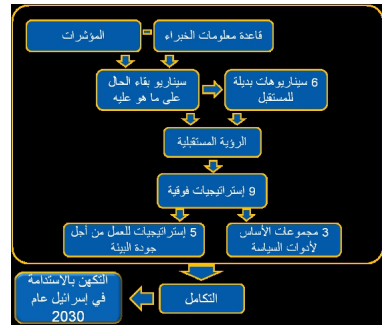 قاعدة معلومات الخبراء
المؤشرات
سيناريو بقاء الحال
على ما هو عليه
6 سيناريوهات بديلة
للمستقبل
الرؤية المستقبلية
9 إستراتيجيات فوقية
3 مجموعات الأساس
لأدوات السياسة
5 إستراتيجيات للعمل من أجل
جودة البيئة
التكامل
التكهن بالاستدامة
في إسرائيل عام
2030